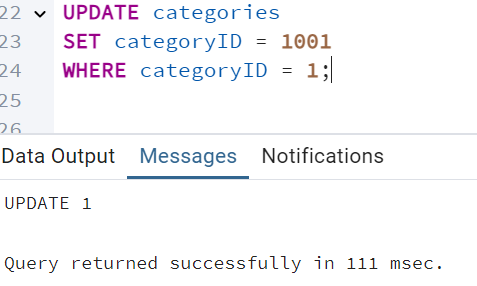 22 UPDATE categories
23 SET categoryID = 1001
24 WHERE categoryID = 1;
25
26
Data Output Messages Notifications
UPDATE 1
Query returned successfully in 111 msec.